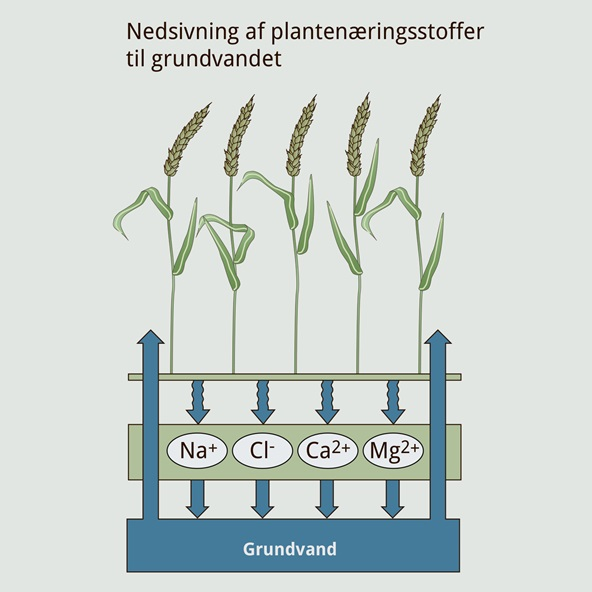 Nedsivning af plantenæringsstoffer
til grundvandet
Na+ Cl- Ca2+ Mg2+
Grundvand